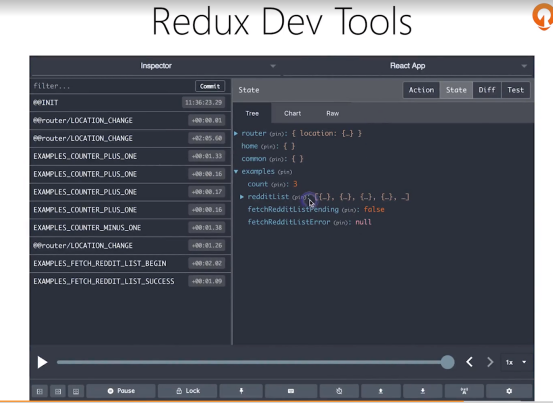 Redux Dev Tools
Inspector
React App
filter...
Commit
@@INIT
11:36:23.29
@@router/LOCATION_CHANGE
+00:00.01
@@router/LOCATION_CHANGE
+02:05.60
EXAMPLES_COUNTER_PLUS_ONE
+00:01.33
EXAMPLES_COUNTER_PLUS_ONE
+00:00.16
EXAMPLES_COUNTER_PLUS_ONE
+00:00.17
EXAMPLES_COUNTER_PLUS_ONE
+00:00.16
EXAMPLES_COUNTER_MINUS_ONE
+00:01.38
@@router/LOCATION_CHANGE
+00:01.26
EXAMPLES_FETCH_REDDIT_LIST_BEGIN
+00:02.02
EXAMPLES_FETCH_REDDIT_LIST_SUCCESS
+00:01.09
State
Action
State
Diff
Test
Tree
Chart
Raw
router (pin): { location: {…} }
home (pin): { }
common (pin): { }
examples (pin)
count (pin): 3
redditList (pin): [{…}, {…}, {…}, {…}, …]
fetchRedditListPending (pin): false
fetchRedditListError (pin): null
1x
Pause
Lock